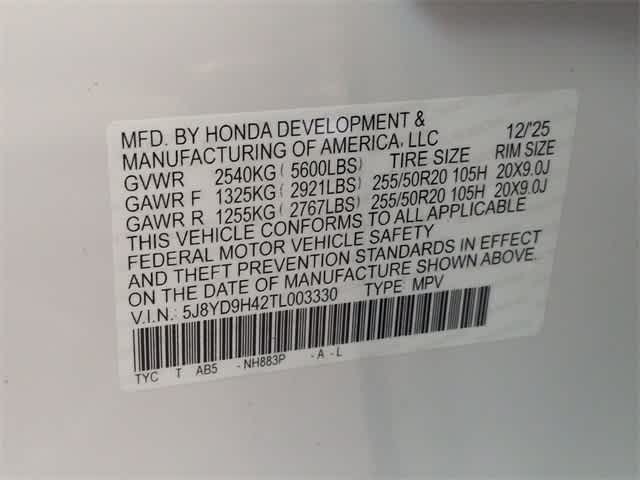 MFD. BY HONDA DEVELOPMENT & 12/'25
MANUFACTURING OF AMERICA, LLC
GVWR 2540KG( 5600LBS) TIRE SIZE RIM SIZE
GAWR F 1325KG( 2921LBS) 255/50R20 105H 20X9.0J
GAWR R 1255KG( 2767LBS) 255/50R20 105H 20X9.0J
THIS VEHICLE CONFORMS TO ALL APPLICABLE
FEDERAL MOTOR VEHICLE SAFETY
AND THEFT PREVENTION STANDARDS IN EFFECT
ON THE DATE OF MANUFACTURE SHOWN ABOVE.
V.I.N.: 5J8YD9H42TL003330 TYPE MPV
TYC T AB5 -NH883P -A-L